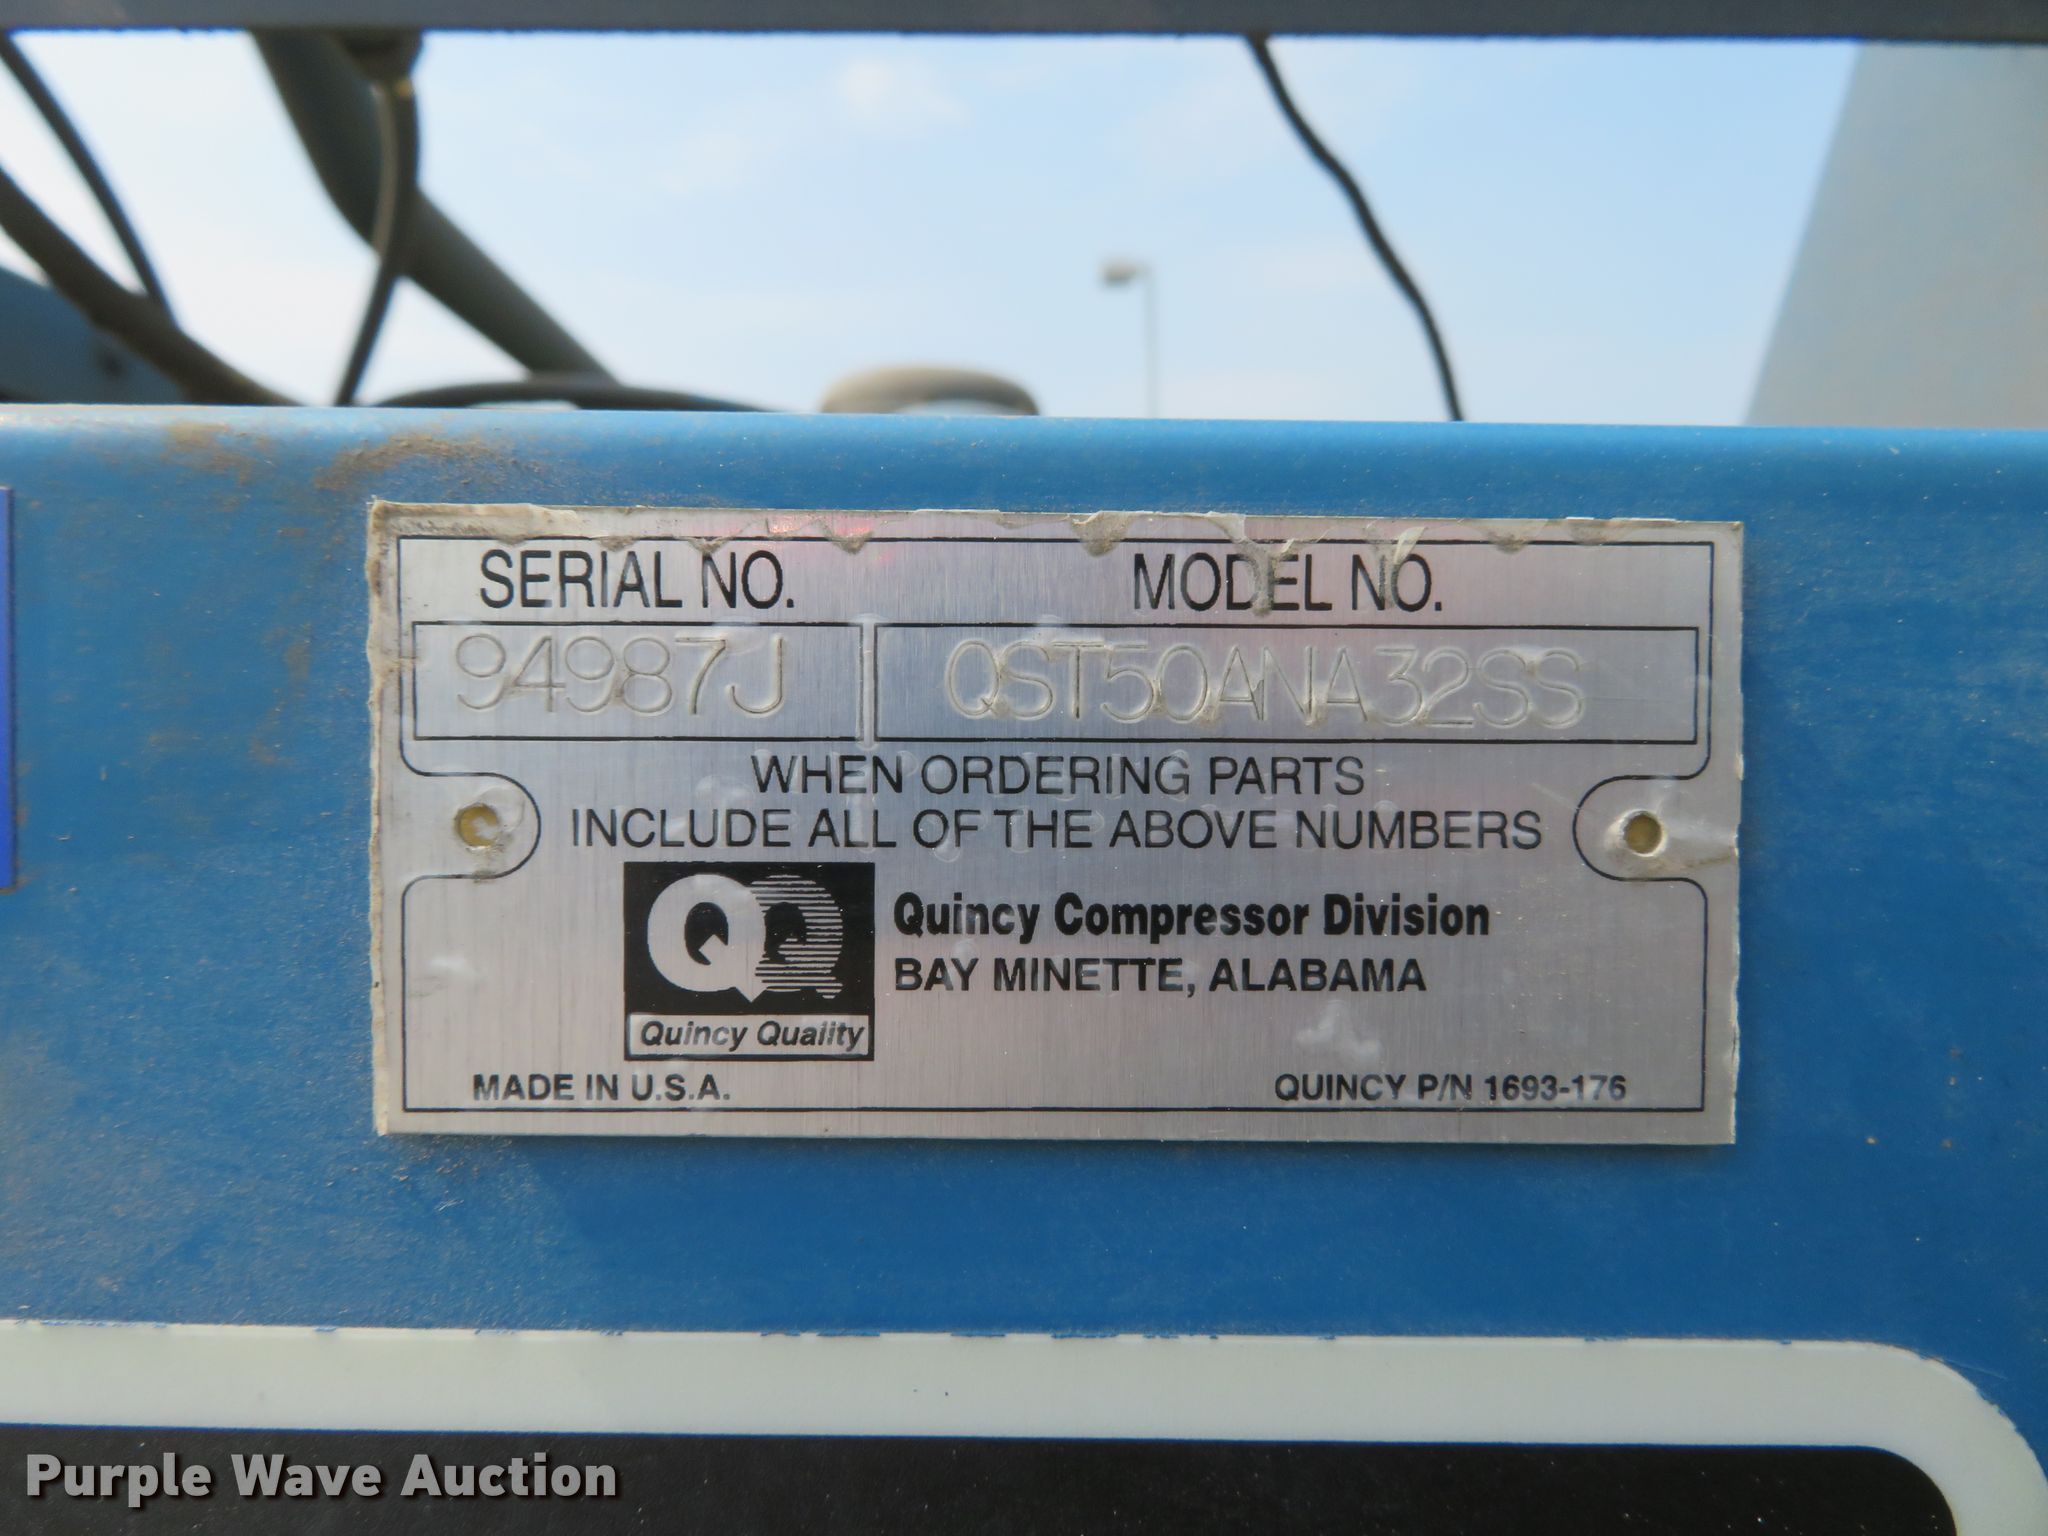 SERIAL NO. MODEL NO.
94987J QST50ANA32SS
WHEN ORDERING PARTS
INCLUDE ALL OF THE ABOVE NUMBERS
QQ
Quincy Quality
Quincy Compressor Division
BAY MINETTE, ALABAMA
MADE IN U.S.A. QUINCY P/N 1693-176
Purple Wave Auction